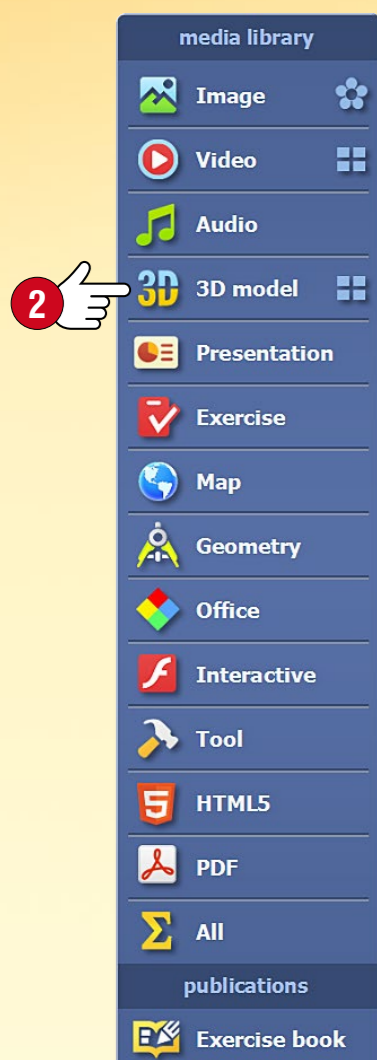 media library
Image
Video
Audio
2
3D 3D model
Presentation
Exercise
Map
Geometry
Office
Interactive
Tool
5 HTML5
PDF
Σ All
publications
Exercise book